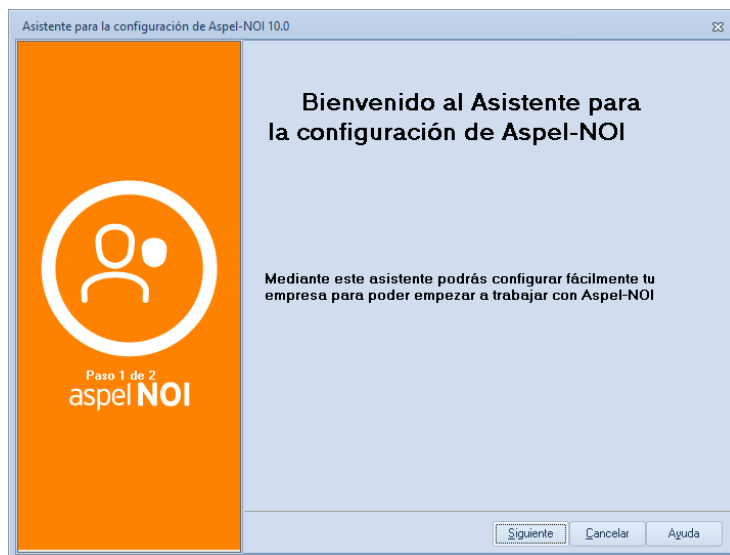 Asistente para la configuración de Aspel-NOI 10.0
Bienvenido al Asistente para
la configuración de Aspel-NOI
Mediante este asistente podrás configurar fácilmente tu
empresa para poder empezar a trabajar con Aspel-NOI
Paso 1 de 2
aspel NOI
Siguiente
Cancelar
Ayuda